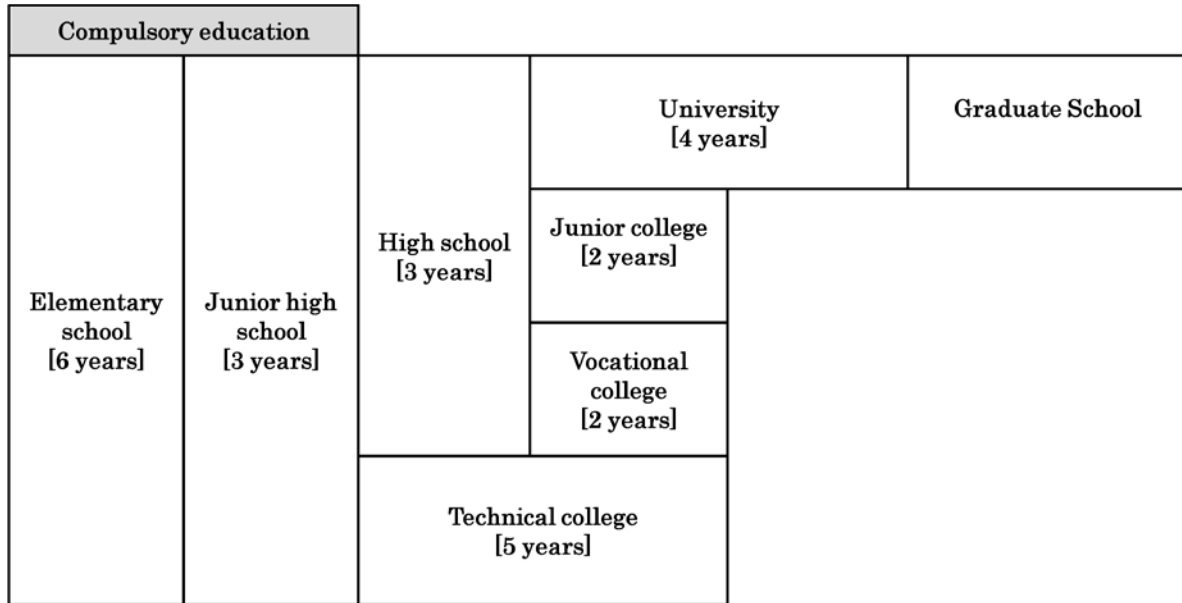 Compulsory education
Elementary
school
[6 years]
Junior high
school
[3 years]
High school
[3 years]
University
[4 years]
Graduate School
Junior college
[2 years]
Vocational
college
[2 years]
Technical college
[5 years]